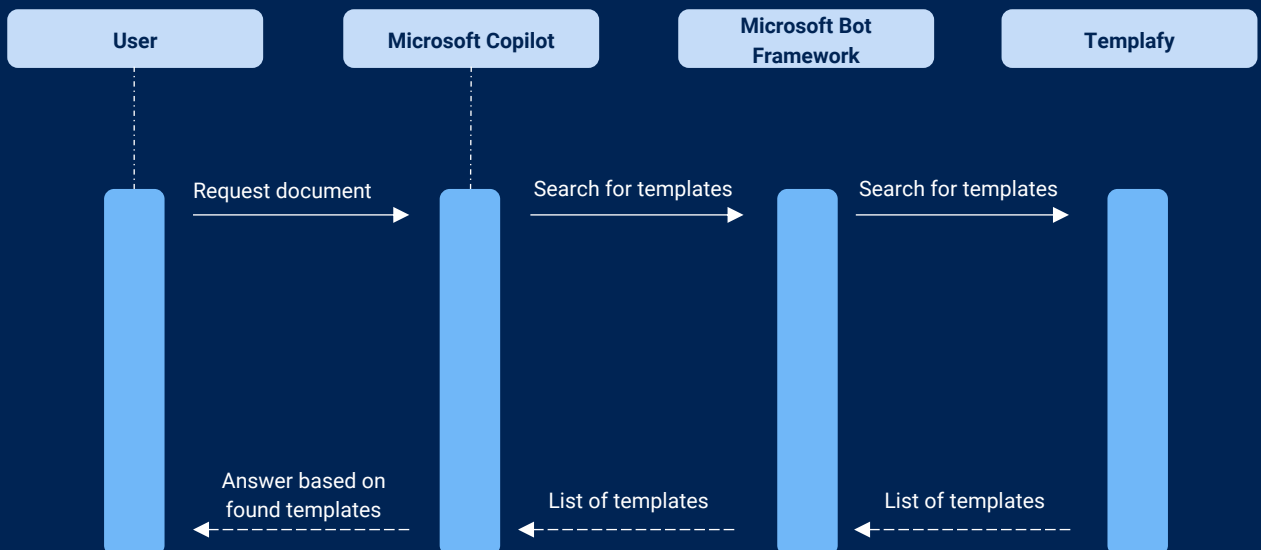 User
Microsoft Copilot
Microsoft Bot
Framework
Templafy
Request document
Search for templates
Search for templates
Answer based on
found templates
List of templates
List of templates